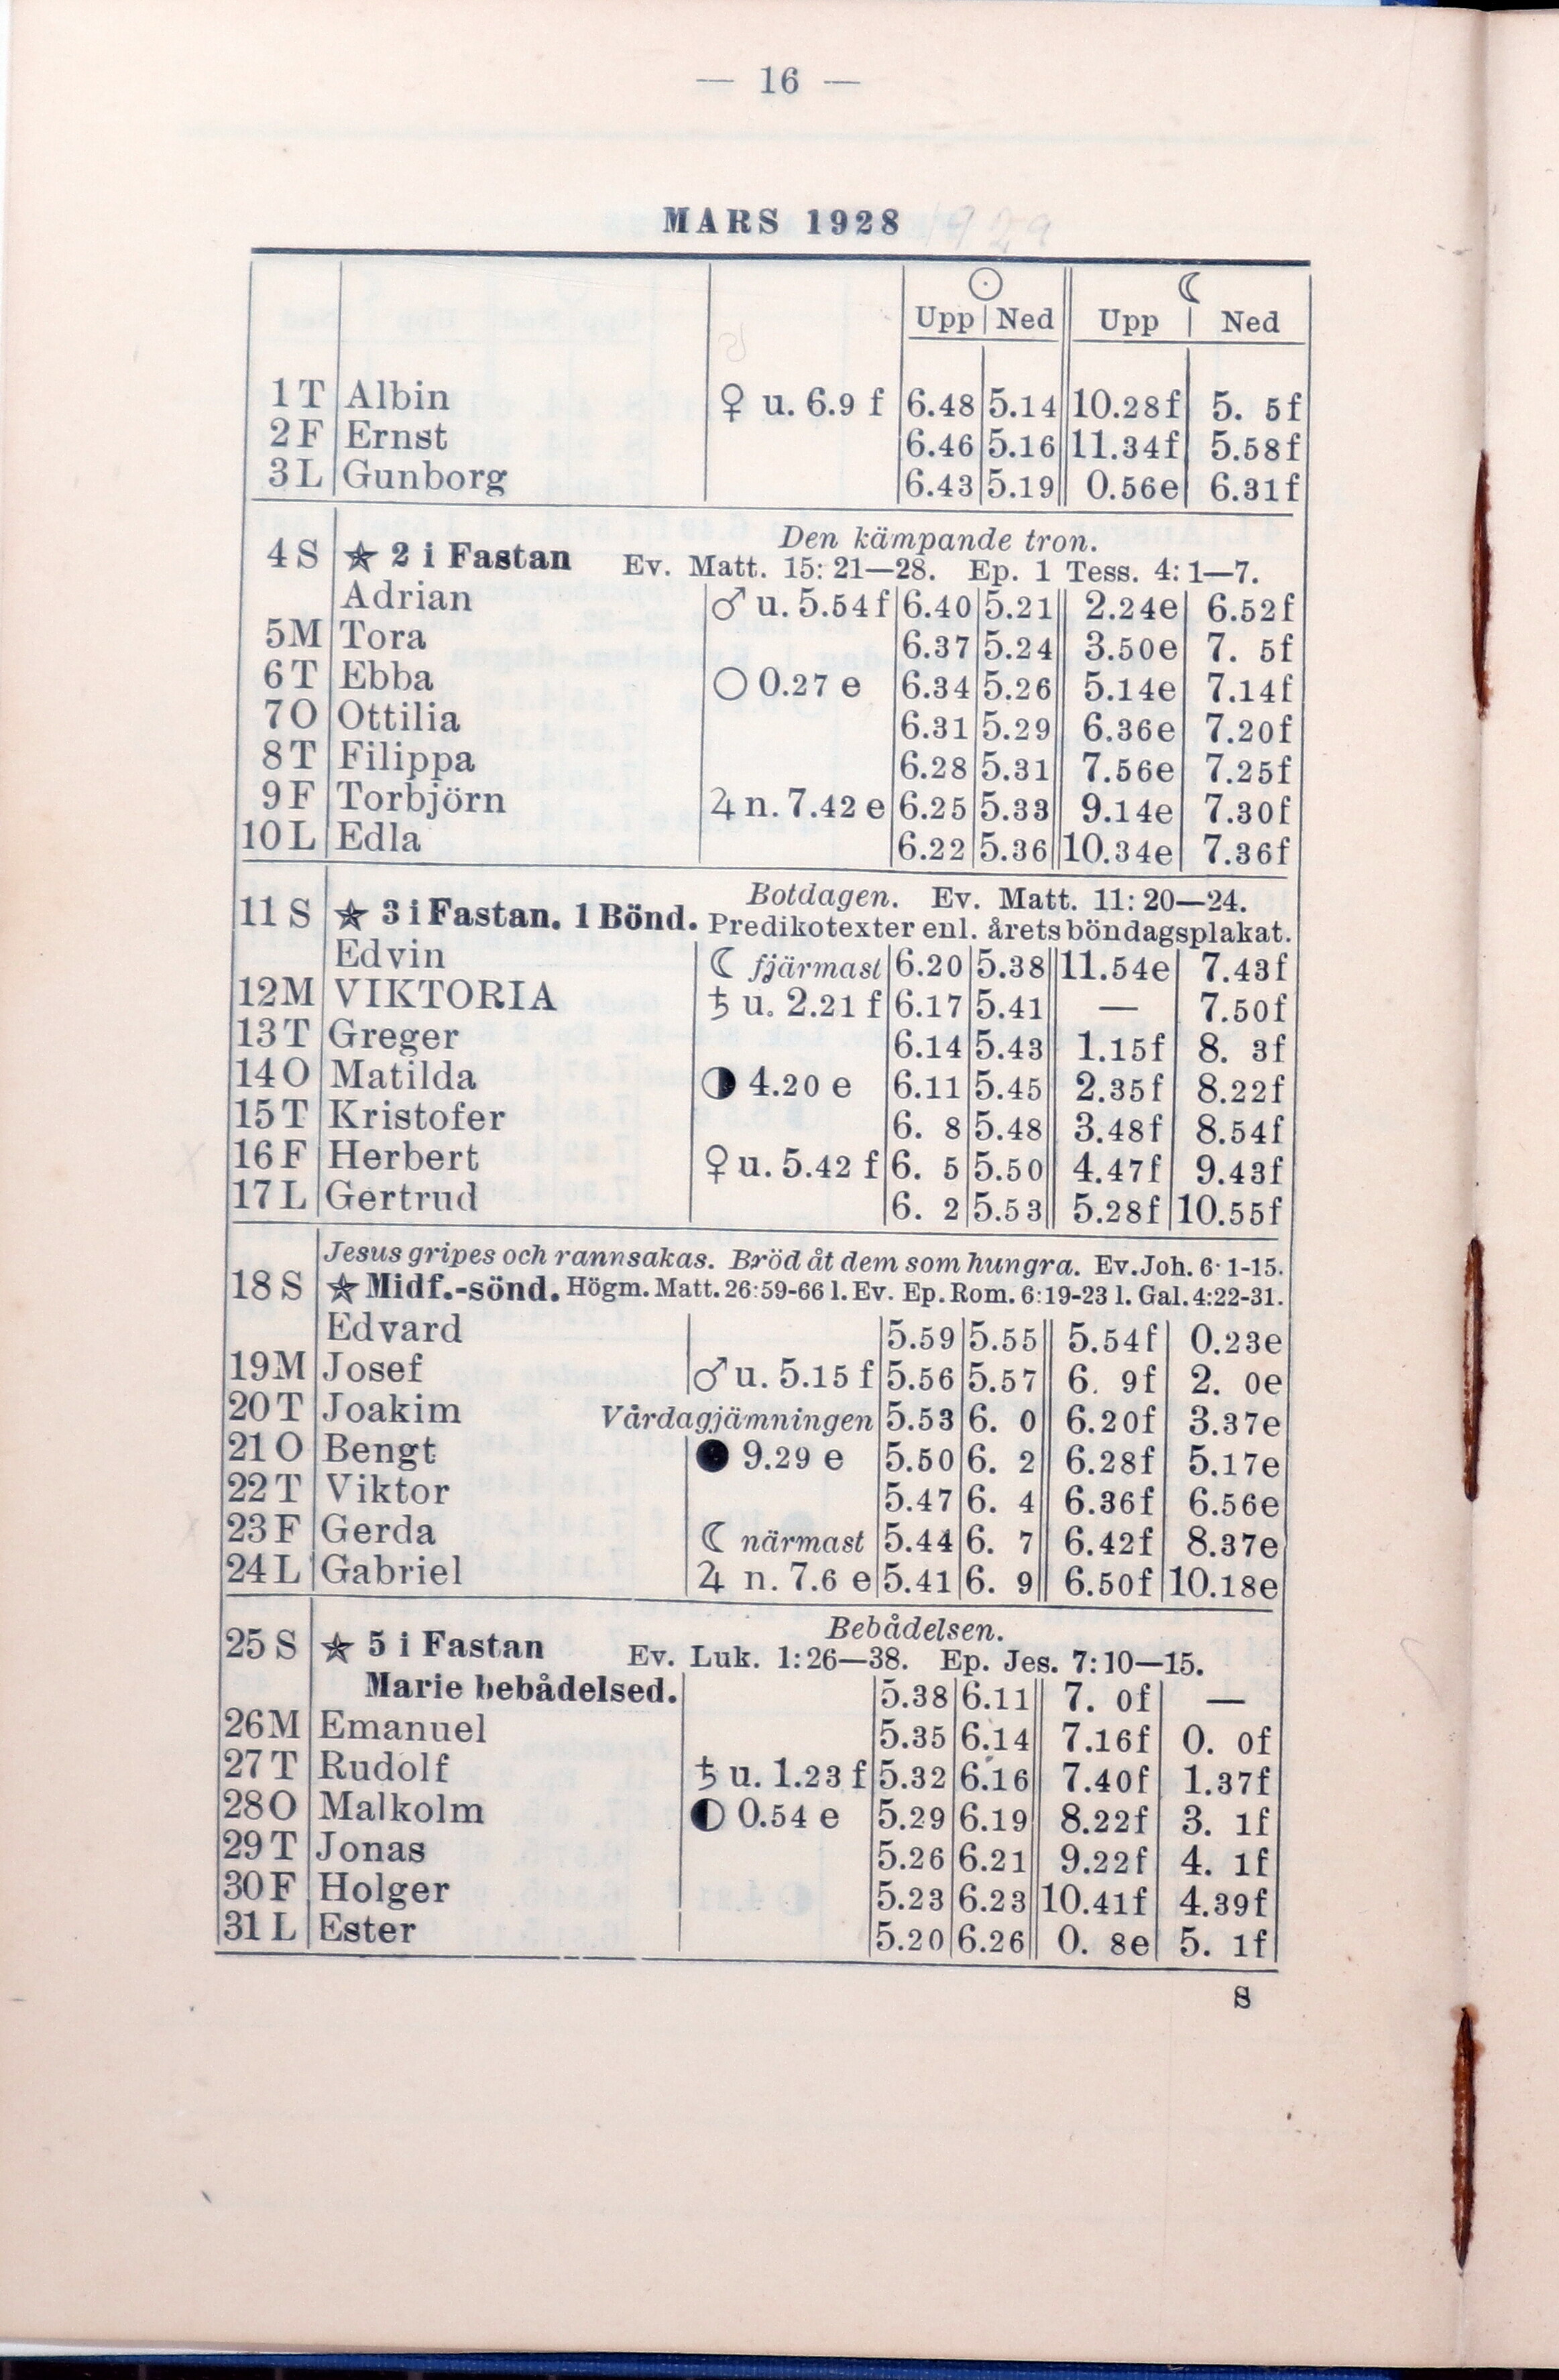 — 16 —
MARS 1928 1929
☉ ☾
Upp Ned Upp Ned
1 T Albin ♀ u. 6.9 f 6.48 5.14 10.28f 5. 5f
2 F Ernst 6.46 5.16 11.34f 5.58f
3 L Gunborg 6.43 5.19 0.56e 6.31f
Den kämpande tron.
4 S ★ 2 i Fastan Ev. Matt. 15: 21—28. Ep. 1 Tess. 4: 1—7.
Adrian ♂ u. 5.54 f 6.40 5.21 2.24e 6.52f
5 M Tora 6.37 5.24 3.50e 7. 5f
6 T Ebba ○ 0.27 e 6.34 5.26 5.14e 7.14f
7 O Ottilia 6.31 5.29 6.36e 7.20f
8 T Filippa 6.28 5.31 7.56e 7.25f
9 F Torbjörn ♃ n. 7.42 e 6.25 5.33 9.14e 7.30f
10 L Edla 6.22 5.36 10.34e 7.36f
Botdagen. Ev. Matt. 11: 20—24.
11 S ★ 3 i Fastan. 1 Bönd. Predikotexter enl. årets böndagsplakat.
Edvin ☾ fjärmast 6.20 5.38 11.54e 7.43f
12 M VIKTORIA ♄ u. 2.21 f 6.17 5.41 — 7.50f
13 T Greger 6.14 5.43 1.15f 8. 3f
14 O Matilda ◑ 4.20 e 6.11 5.45 2.35f 8.22f
15 T Kristofer 6. 8 5.48 3.48f 8.54f
16 F Herbert ♀ u. 5.42 f 6. 5 5.50 4.47f 9.43f
17 L Gertrud 6. 2 5.53 5.28f 10.55f
Jesus gripes och rannsakas. Bröd åt dem som hungra. Ev. Joh. 6: 1-15.
18 S ★ Midf.-sönd. Högm. Matt. 26:59-66 l. Ev. Ep. Rom. 6:19-23 l. Gal. 4:22-31.
Edvard 5.59 5.55 5.54f 0.23e
19 M Josef ♂ u. 5.15 f 5.56 5.57 6. 9f 2. 0e
20 T Joakim Vårdagjämningen 5.53 6. 0 6.20f 3.37e
21 O Bengt ● 9.29 e 5.50 6. 2 6.28f 5.17e
22 T Viktor 5.47 6. 4 6.36f 6.56e
23 F Gerda ☾ närmast 5.44 6. 7 6.42f 8.37e
24 L Gabriel ♃ n. 7.6 e 5.41 6. 9 6.50f 10.18e
Bebådelsen.
25 S ★ 5 i Fastan Ev. Luk. 1: 26—38. Ep. Jes. 7: 10—15.
Marie bebådelsed. 5.38 6.11 7. 0f —
26 M Emanuel 5.35 6.14 7.16f 0. 0f
27 T Rudolf ♄ u. 1.23 f 5.32 6.16 7.40f 1.37f
28 O Malkolm ◐ 0.54 e 5.29 6.19 8.22f 3. 1f
29 T Jonas 5.26 6.21 9.22f 4. 1f
30 F Holger 5.23 6.23 10.41f 4.39f
31 L Ester 5.20 6.26 0. 8e 5. 1f
8